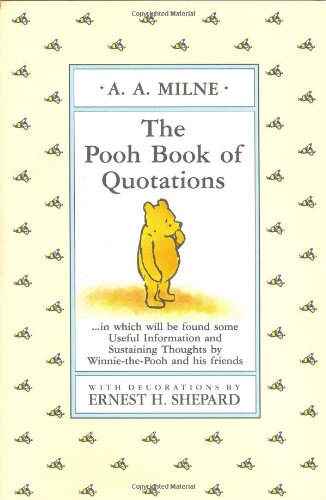 · A. A. MILNE ·
The
Pooh Book of
Quotations
...in which will be found some
Useful Information and
Sustaining Thoughts by
Winnie-the-Pooh and his friends
WITH DECORATIONS BY
ERNEST H. SHEPARD